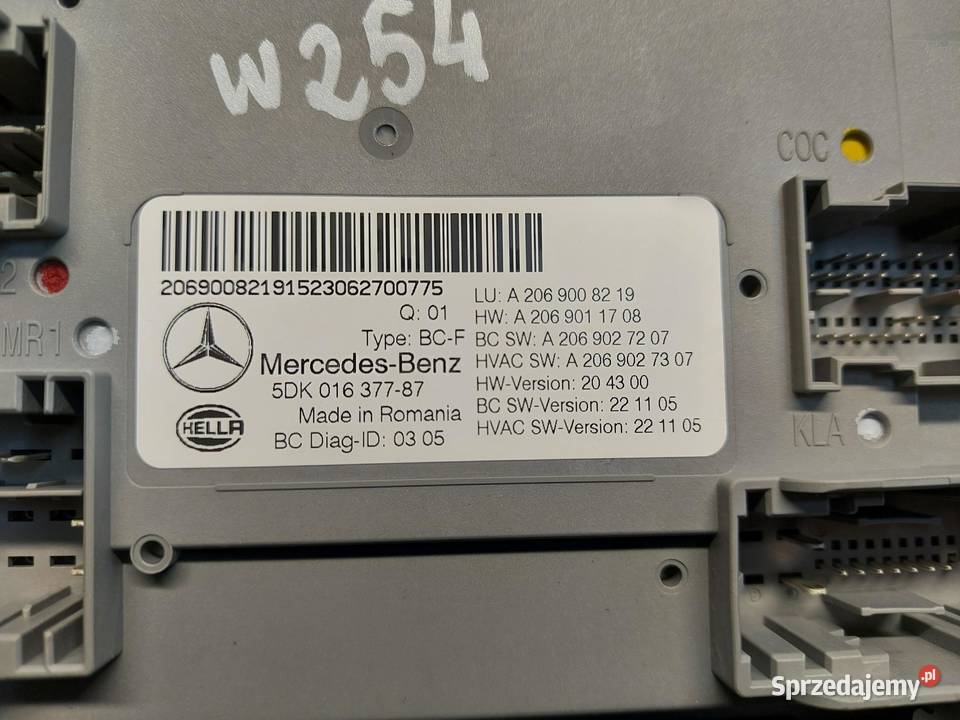 w254
COC
2
MR1
KLA
20690082191523062700775
Q: 01
Type: BC-F
Mercedes-Benz
5DK 016 377-87
Made in Romania
BC Diag-ID: 03 05
HELLA
LU: A 206 900 82 19
HW: A 206 901 17 08
BC SW: A 206 902 72 07
HVAC SW: A 206 902 73 07
HW-Version: 20 43 00
BC SW-Version: 22 11 05
HVAC SW-Version: 22 11 05
Sprzedajemy.pl